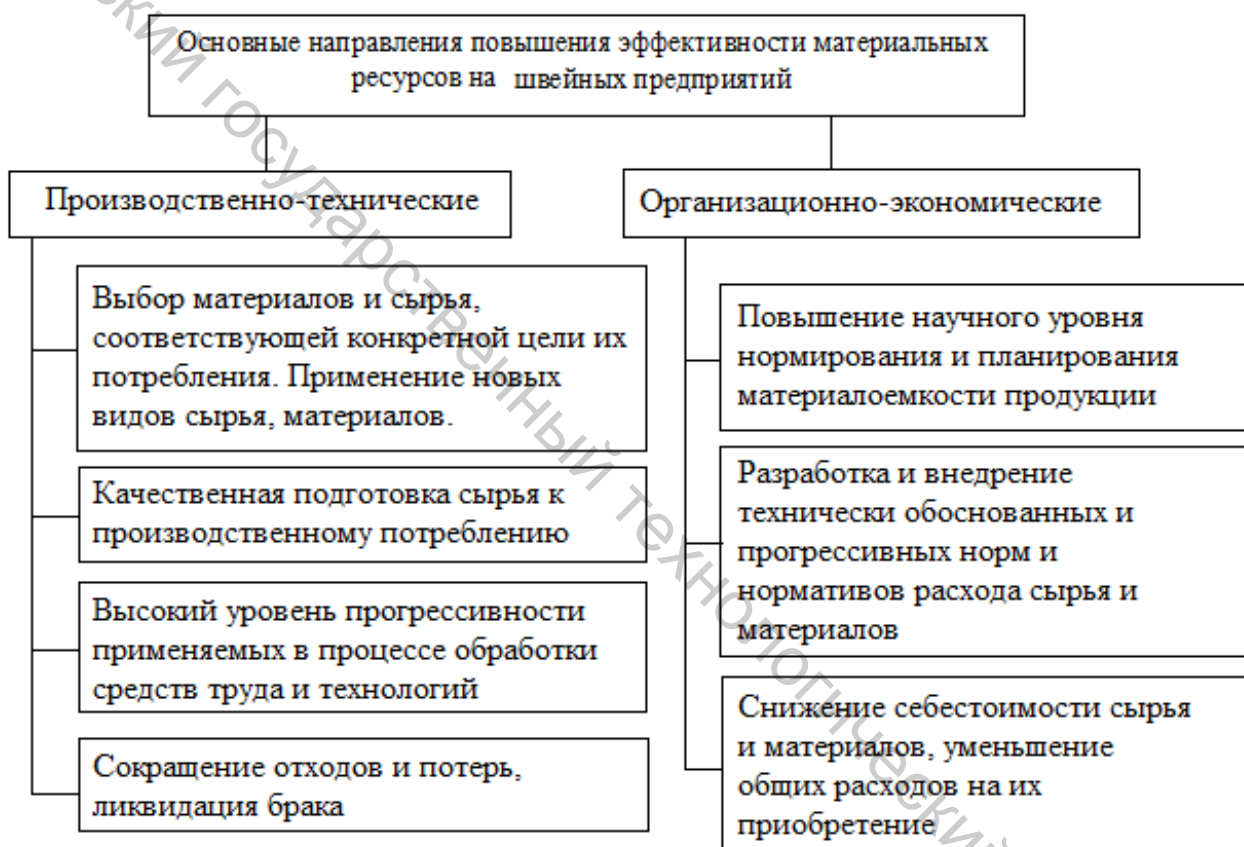 Основные направления повышения эффективности материальных
ресурсов на швейных предприятий
Производственно-технические
Организационно-экономические
Выбор материалов и сырья,
соответствующей конкретной цели их
потребления. Применение новых
видов сырья, материалов.
Качественная подготовка сырья к
производственному потреблению
Высокий уровень прогрессивности
применяемых в процессе обработки
средств труда и технологий
Сокращение отходов и потерь,
ликвидация брака
Повышение научного уровня
нормирования и планирования
материалоемкости продукции
Разработка и внедрение
технически обоснованных и
прогрессивных норм и
нормативов расхода сырья и
материалов
Снижение себестоимости сырья
и материалов, уменьшение
общих расходов на их
приобретение
государственный технологический